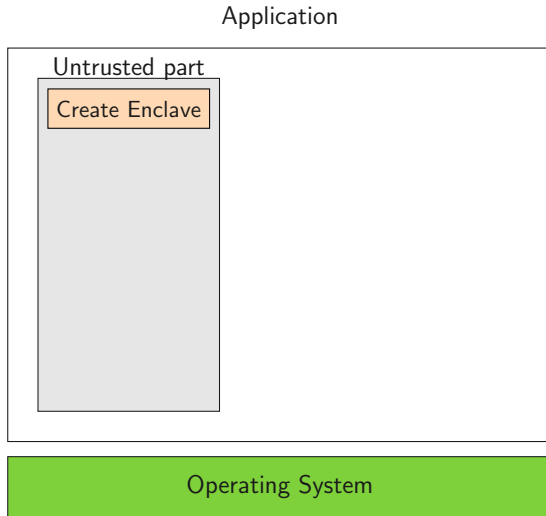 Application
Untrusted part
Create Enclave
Operating System